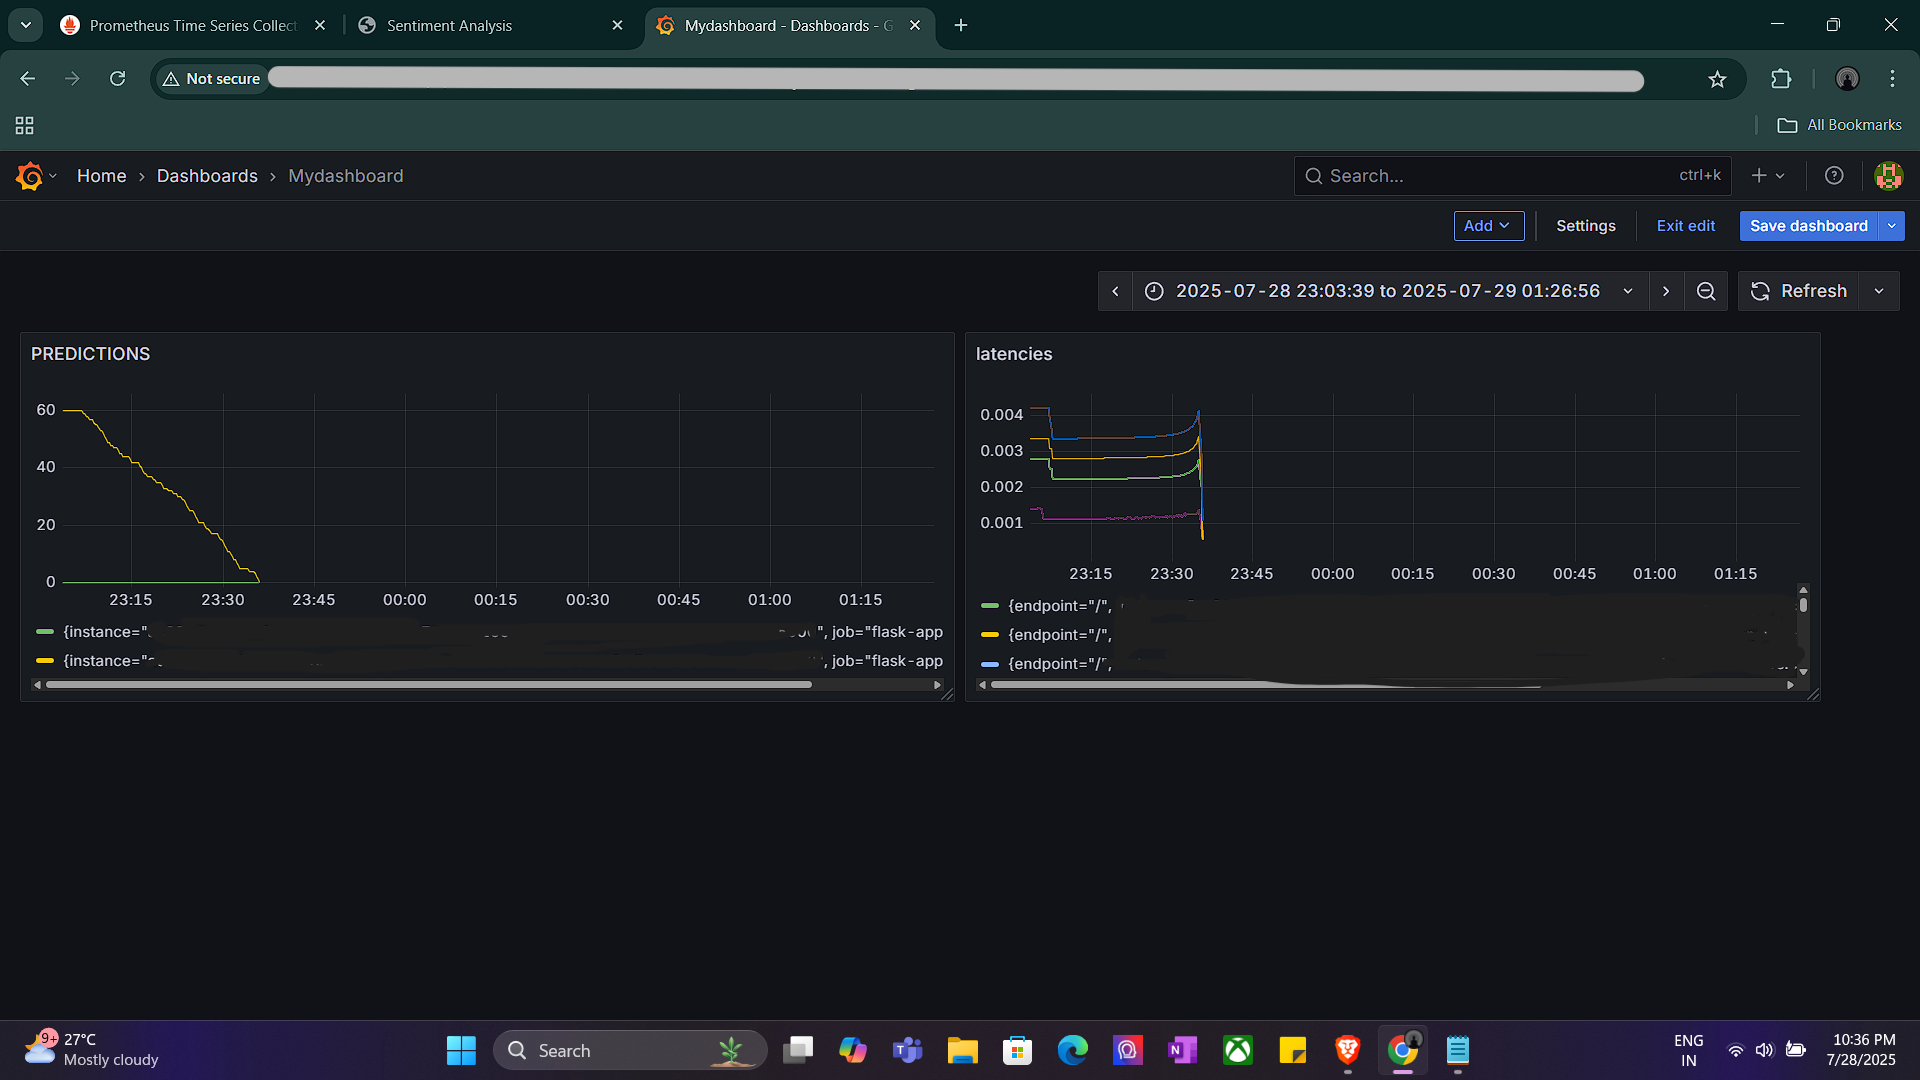 Prometheus Time Series Collect
Sentiment Analysis
Mydashboard - Dashboards - G
Not secure
All Bookmarks
Home › Dashboards › Mydashboard
Search... ctrl+k
Add Settings Exit edit Save dashboard
2025-07-28 23:03:39 to 2025-07-29 01:26:56 Refresh
PREDICTIONS
60
40
20
0
23:15 23:30 23:45 00:00 00:15 00:30 00:45 01:00 01:15
{instance=" ", job="flask-app
{instance=" , job="flask-app
latencies
0.004
0.003
0.002
0.001
23:15 23:30 23:45 00:00 00:15 00:30 00:45 01:00 01:15
{endpoint="/",
{endpoint="/",
{endpoint="/",
9+ 27°C
Mostly cloudy
Search
ENG
IN
10:36 PM
7/28/2025